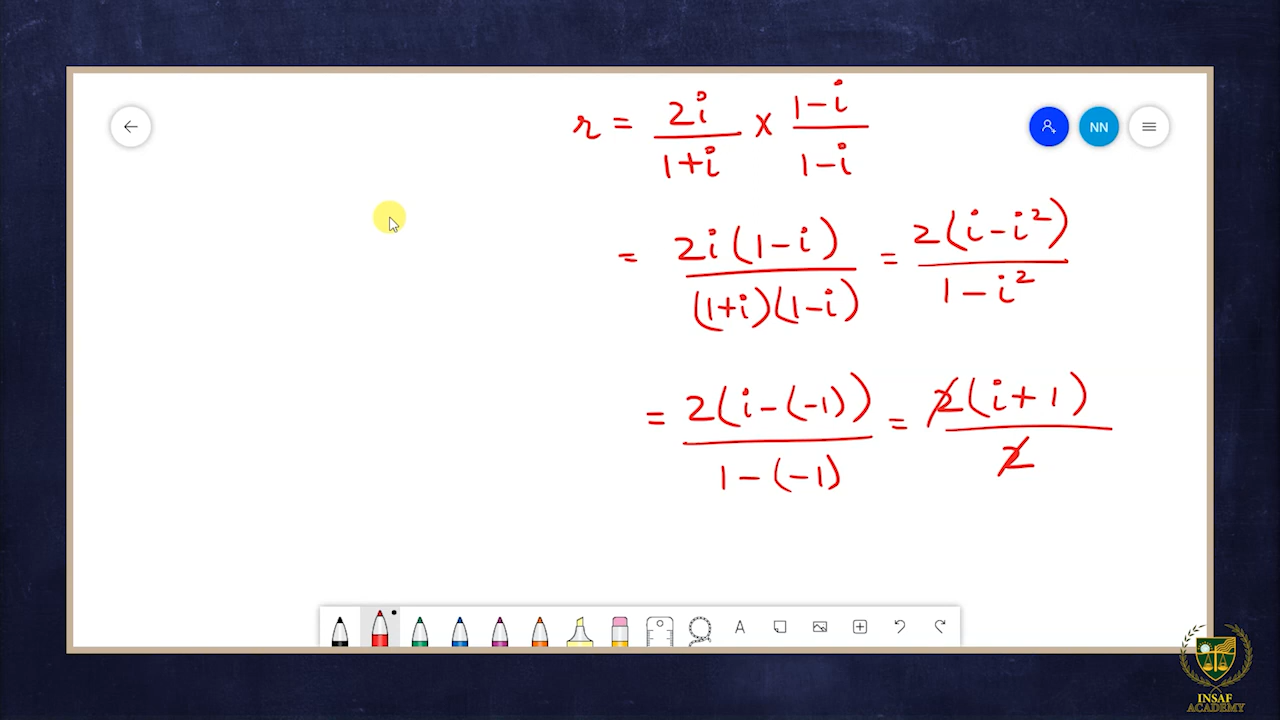 r = 2i/1+i × 1-i/1-i
NN
= 2i(1-i)/(1+i)(1-i) = 2(i-i²)/1-i²
= 2(i-(-1))/1-(-1) = 2(i+1)/2
A
INSAF
ACADEMY